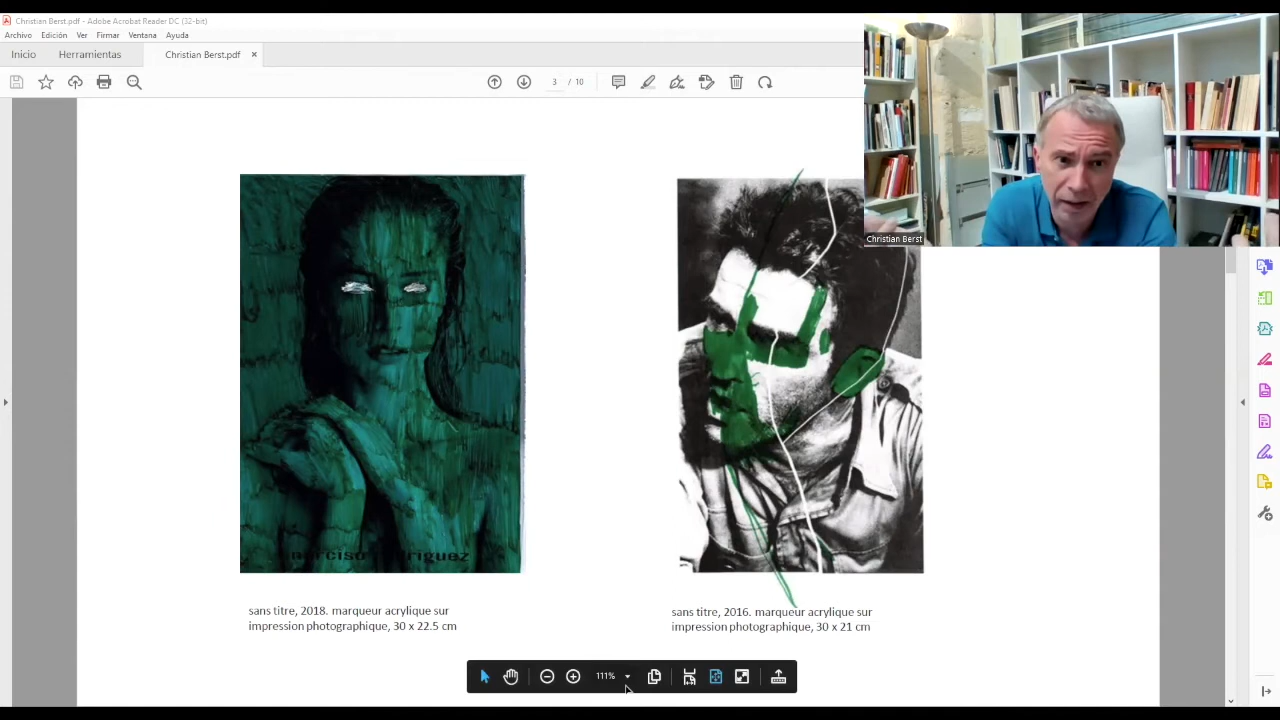 Christian Berst.pdf - Adobe Acrobat Reader DC (32-bit)
Archivo Edición Ver Firmar Ventana Ayuda
Inicio Herramientas Christian Berst.pdf ×
3 / 10
Christian Berst
narciso rodriguez
sans titre, 2018. marqueur acrylique sur
impression photographique, 30 x 22.5 cm
sans titre, 2016. marqueur acrylique sur
impression photographique, 30 x 21 cm
111%